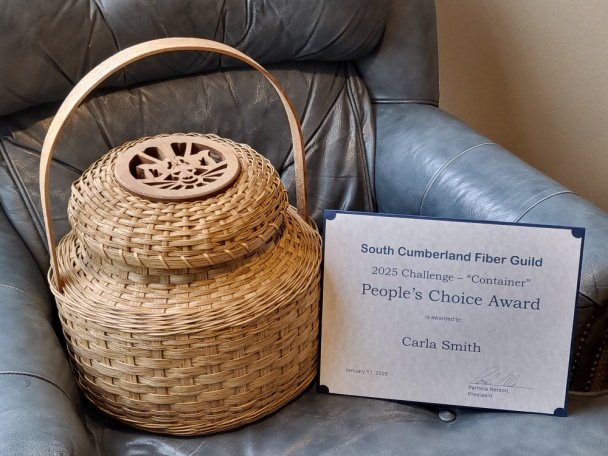 South Cumberland Fiber Guild
2025 Challenge – “Container”
People’s Choice Award
is awarded to:
Carla Smith
January 17, 2026
Pamela Nelson,
President